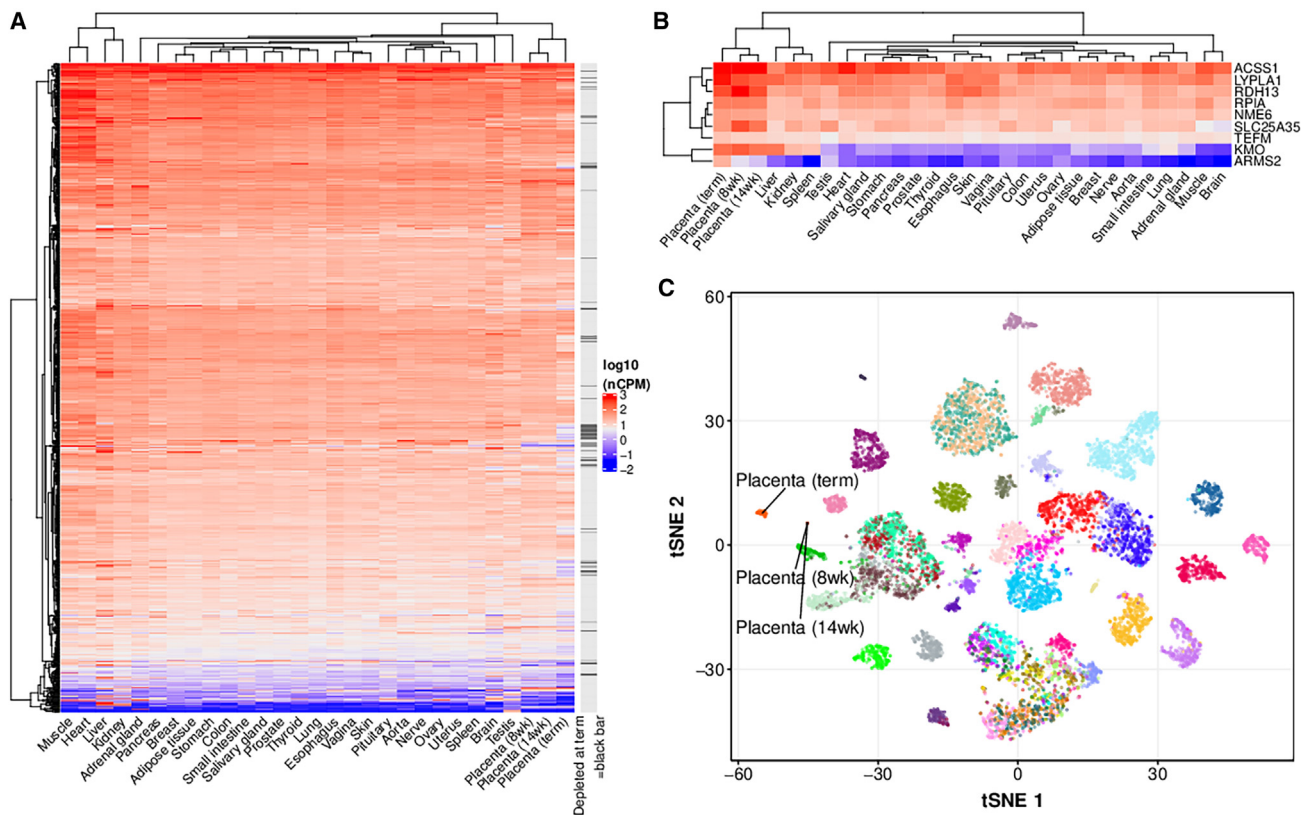 A
log10
(nCPM)
3
2
1
0
−1
−2
Muscle
Heart
Liver
Kidney
Adrenal gland
Pancreas
Breast
Adipose tissue
Stomach
Colon
Small intestine
Salivary gland
Prostate
Thyroid
Lung
Esophagus
Vagina
Skin
Pituitary
Aorta
Nerve
Ovary
Uterus
Spleen
Brain
Testis
Placenta (8wk)
Placenta (14wk)
Placenta (term)
Depleted at term
=black bar
B
ACSS1
LYPLA1
RDH13
RPIA
NME6
SLC25A35
TEFM
KMO
ARMS2
Placenta (term)
Placenta (8wk)
Placenta (14wk)
Liver
Kidney
Spleen
Testus
Heart
Salivary gland
Stomach
Pancreas
Prostate
Thyroid
Esophagus
Skin
Vagina
Pituitary
Colon
Uterus
Ovary
Adipose tissue
Breast
Nerve
Aorta
Small intestine
Lung
Adrenal gland
Muscle
Brain
C
60
30
0
−30
tSNE 2
Placenta (term)
Placenta (8wk)
Placenta (14wk)
−60
−30
0
30
tSNE 1